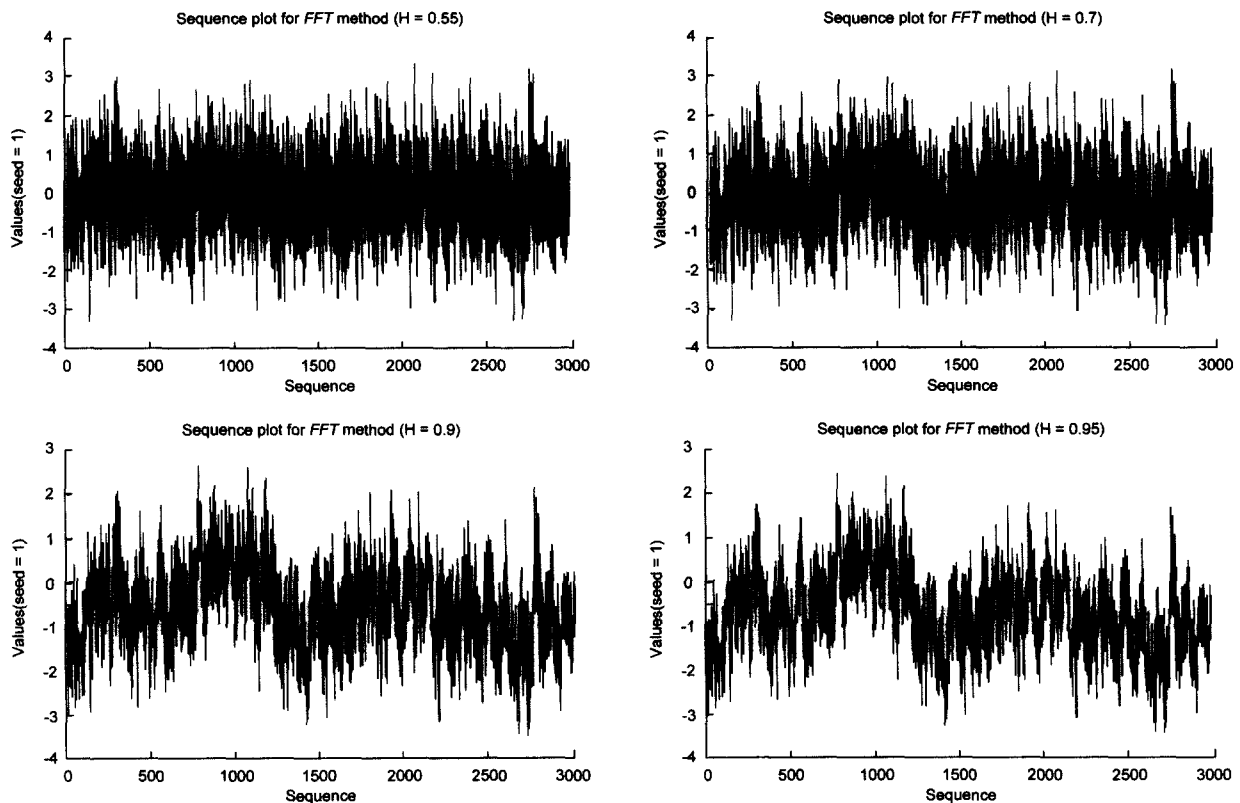 Sequence plot for FFT method (H = 0.55)
4
3
2
1
0
-1
-2
-3
-4
Values(seed = 1)
0 500 1000 1500 2000 2500 3000
Sequence
Sequence plot for FFT method (H = 0.7)
4
3
2
1
0
-1
-2
-3
-4
Values(seed = 1)
0 500 1000 1500 2000 2500 3000
Sequence
Sequence plot for FFT method (H = 0.9)
3
2
1
0
-1
-2
-3
-4
Values(seed = 1)
0 500 1000 1500 2000 2500 3000
Sequence
Sequence plot for FFT method (H = 0.95)
3
2
1
0
-1
-2
-3
-4
Values(seed = 1)
0 500 1000 1500 2000 2500 3000
Sequence